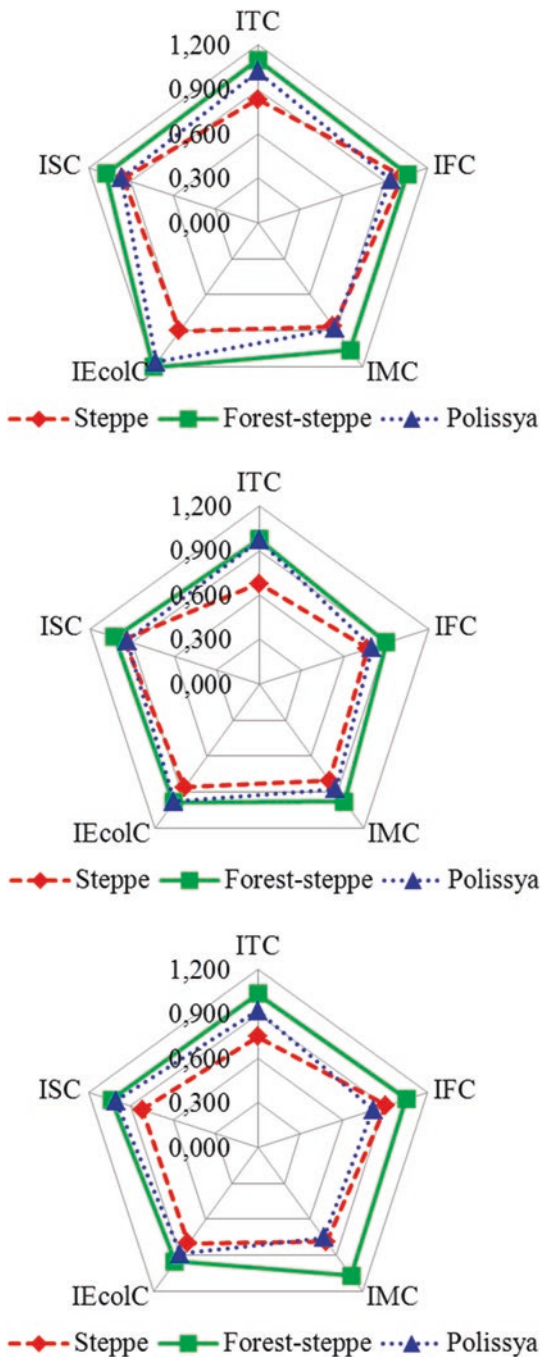 ITC
1,200
0,900
0,600
0,300
0,000
ISC
IFC
IEcolC
IMC
Steppe Forest-steppe Polissya
ITC
1,200
0,900
0,600
0,300
0,000
ISC
IFC
IEcolC
IMC
Steppe Forest-steppe Polissya
ITC
1,200
0,900
0,600
0,300
0,000
ISC
IFC
IEcolC
IMC
Steppe Forest-steppe Polissya